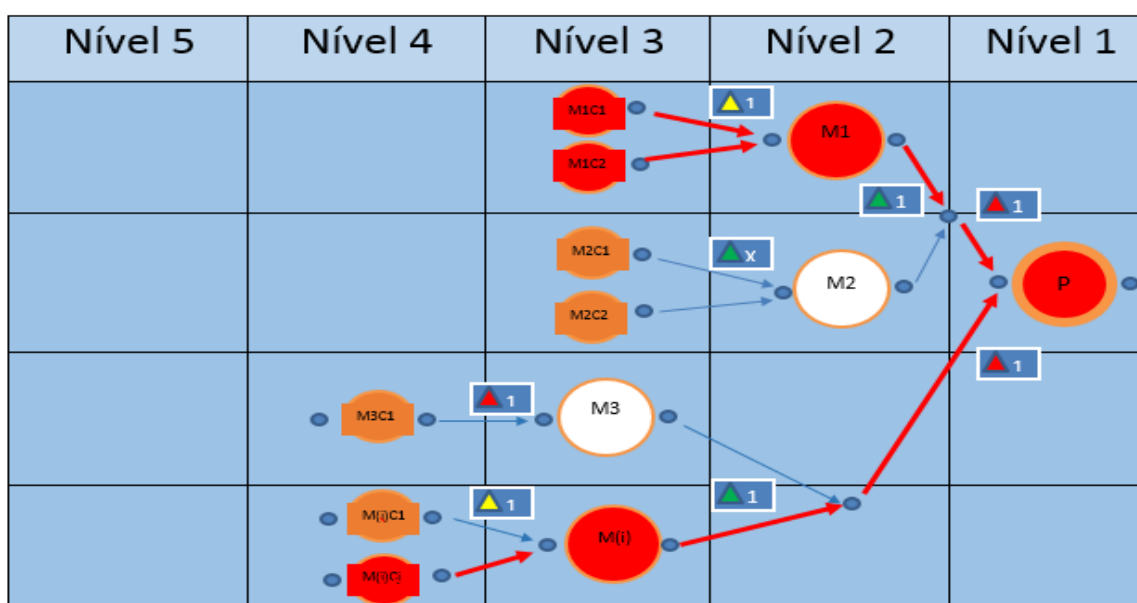 Nível 5 Nível 4 Nível 3 Nível 2 Nível 1
M1C1 1 M1
M1C2
1 1
M2C1 x M2 P
M2C2
1
M3C1 1 M3
M(i)C1 1 1
M(i)
M(i)Cj